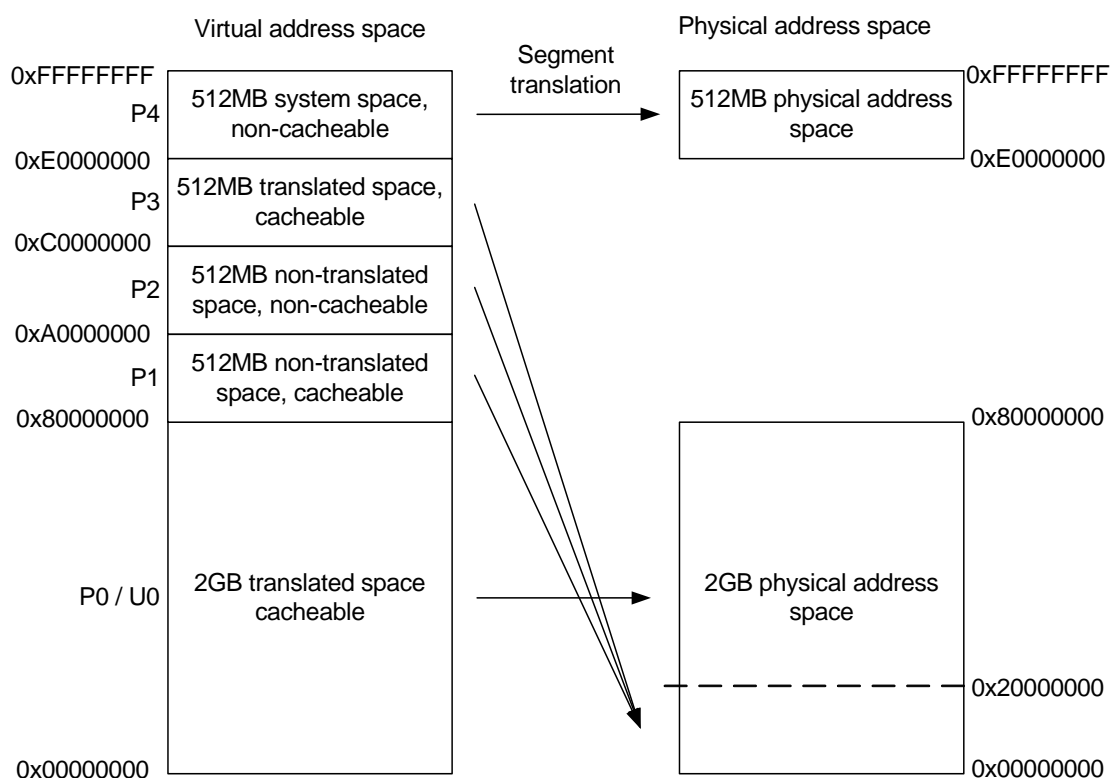 Virtual address space
Physical address space
Segment
translation
0xFFFFFFFF
P4
512MB system space,
non-cacheable
0xE0000000
P3
512MB translated space,
cacheable
0xC0000000
P2
512MB non-translated
space, non-cacheable
0xA0000000
P1
512MB non-translated
space, cacheable
0x80000000
P0 / U0
2GB translated space
cacheable
0x00000000
0xFFFFFFFF
512MB physical address
space
0xE0000000
0x80000000
2GB physical address
space
0x20000000
0x00000000